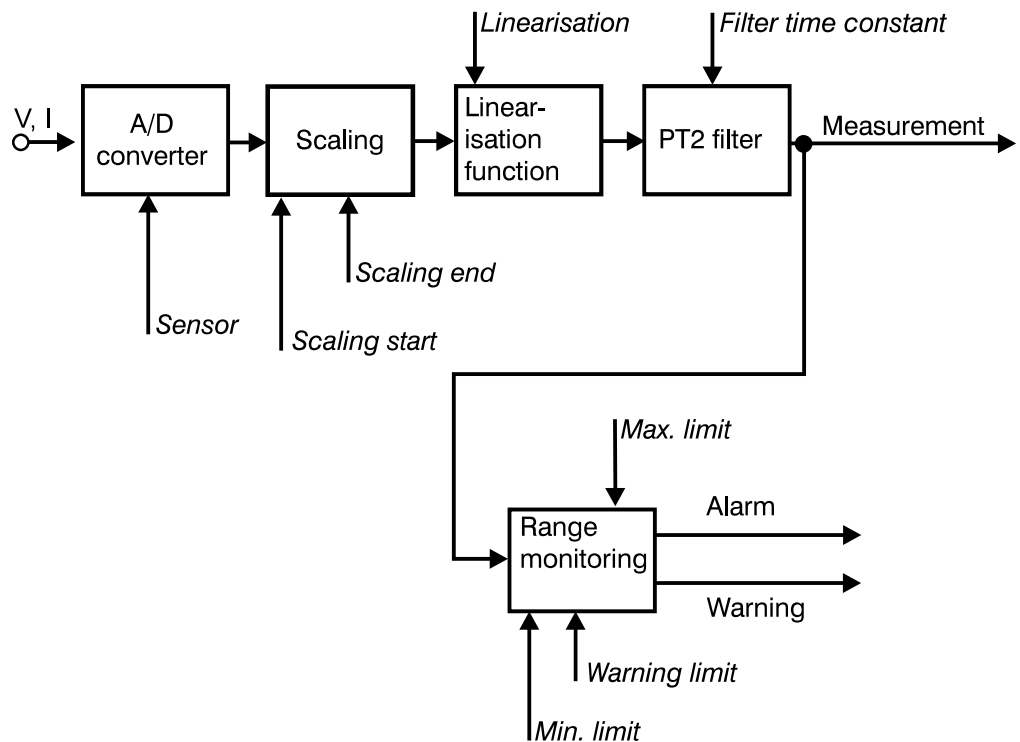 Linearisation
Filter time constant
V, I
A/D
converter
Scaling
Linear-
isation
function
PT2 filter
Measurement
Scaling end
Sensor
Scaling start
Max. limit
Range
monitoring
Alarm
Warning
Warning limit
Min. limit